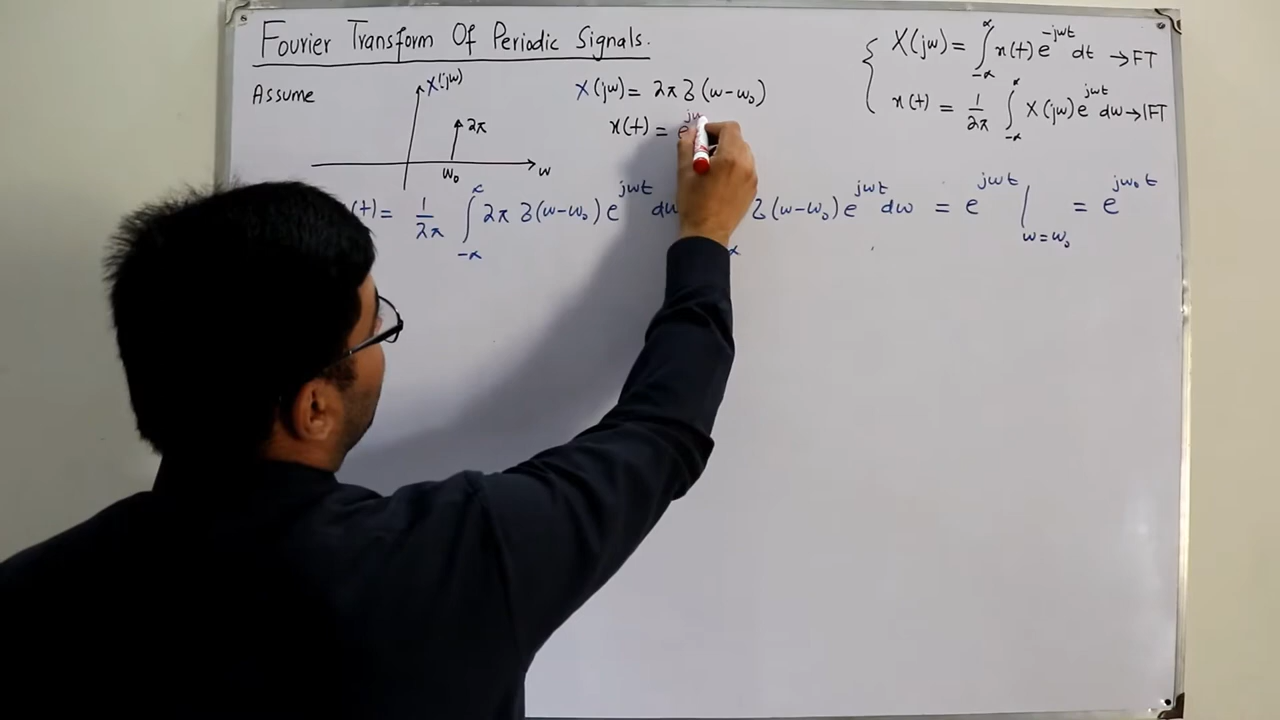 Fourier Transform Of Periodic Signals.
X(jω) = ∫_{-∞}^{∞} x(t) e^{-jωt} dt → FT
x(t) = 1/2π ∫_{-∞}^{∞} X(jω) e^{jωt} dω → IFT
Assume
X(jω)
2π
ω₀
ω
X(jω) = 2π δ(ω-ω₀)
x(t) = e^{jω
(t) = 1/2π ∫_{-∞}^{∞} 2π δ(ω-ω₀) e^{jωt} dω δ(ω-ω₀) e^{jωt} dω = e^{jωt} |_{ω=ω₀} = e^{jω₀t}